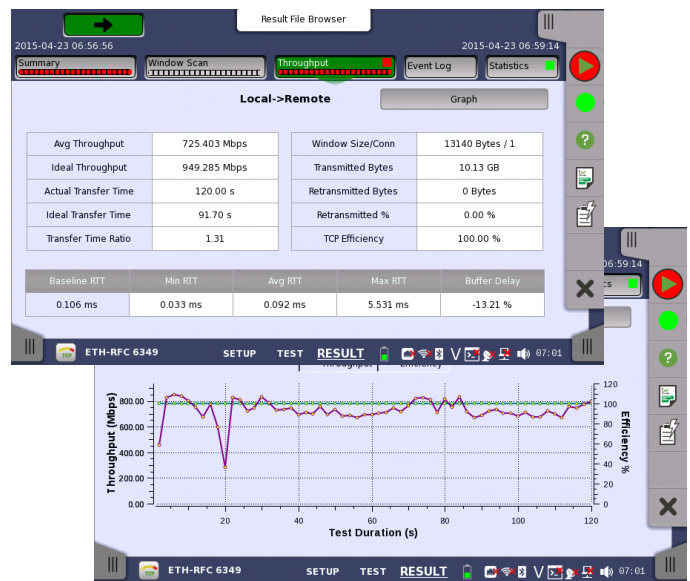 Result File Browser
2015-04-23 06:56:56
2015-04-23 06:59:14
Summary
Window Scan
Throughput
Event Log
Statistics
Local->Remote
Graph
Avg Throughput 725.403 Mbps Window Size/Conn 13140 Bytes / 1
Ideal Throughput 949.285 Mbps Transmitted Bytes 10.13 GB
Actual Transfer Time 120.00 s Retransmitted Bytes 0 Bytes
Ideal Transfer Time 91.70 s Retransmitted % 0.00 %
Transfer Time Ratio 1.31 TCP Efficiency 100.00 %
Baseline RTT Min RTT Avg RTT Max RTT Buffer Delay
0.106 ms 0.033 ms 0.092 ms 5.531 ms -13.21 %
TCP ETH-RFC 6349 SETUP TEST RESULT 07:01
06:59:14
cs
Throughput Efficiency
Throughput (Mbps)
800.00
600.00
400.00
200.00
0.00
120
100
80
60
40
20
0
Efficiency %
20 40 60 80 100 120
Test Duration (s)
TCP ETH-RFC 6349 SETUP TEST RESULT 07:01